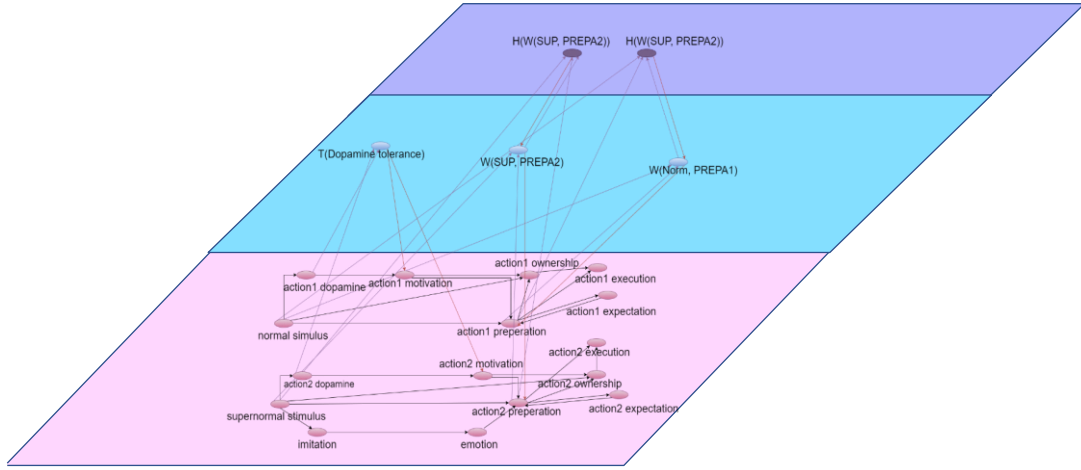 H(W(SUP, PREPA2))
H(W(SUP, PREPA2))
T(Dopamine tolerance)
W(SUP, PREPA2)
W(Norm, PREPA1)
action1 ownership
action1 dopamine
action1 motivation
action1 execution
action1 expectation
normal simulus
action1 preperation
action2 execution
action2 motivation
action2 dopamine
action2 ownership
supernormal stimulus
action2 preperation
action2 expectation
imitation
emotion